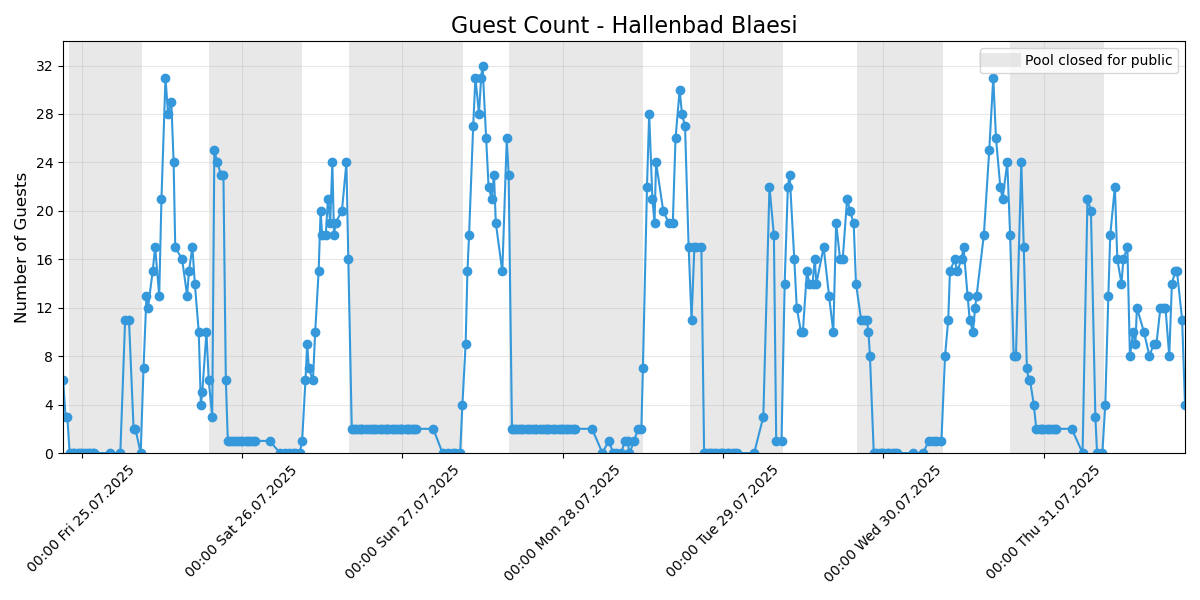 Guest Count - Hallenbad Blaesi
Pool closed for public
Number of Guests
32
28
24
20
16
12
8
4
0
00:00 Fri 25.07.2025
00:00 Sat 26.07.2025
00:00 Sun 27.07.2025
00:00 Mon 28.07.2025
00:00 Tue 29.07.2025
00:00 Wed 30.07.2025
00:00 Thu 31.07.2025